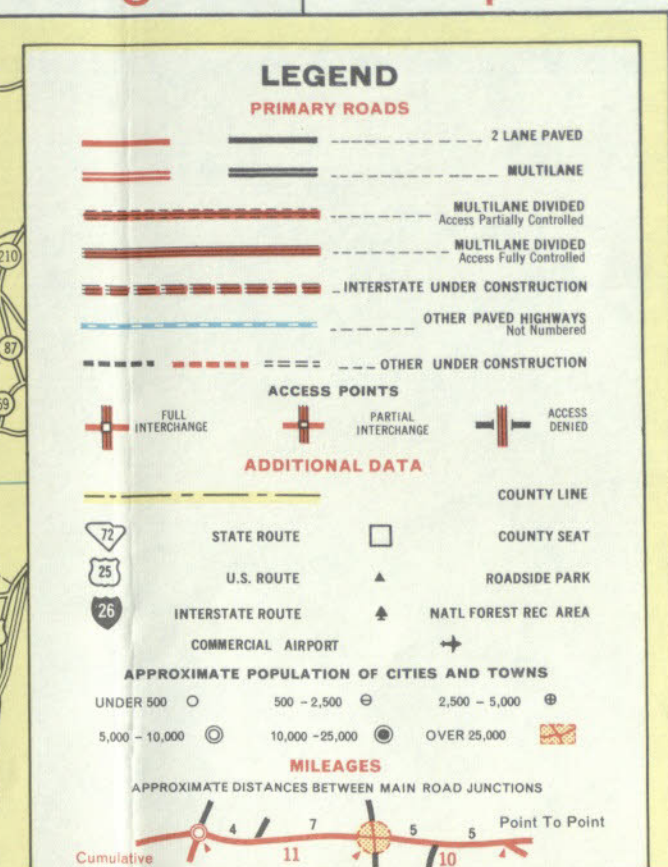 LEGEND
PRIMARY ROADS
2 LANE PAVED
MULTILANE
MULTILANE DIVIDED
Access Partially Controlled
MULTILANE DIVIDED
Access Fully Controlled
INTERSTATE UNDER CONSTRUCTION
OTHER PAVED HIGHWAYS
Not Numbered
OTHER UNDER CONSTRUCTION
ACCESS POINTS
FULL INTERCHANGE
PARTIAL INTERCHANGE
ACCESS DENIED
ADDITIONAL DATA
COUNTY LINE
72 STATE ROUTE COUNTY SEAT
25 U.S. ROUTE ROADSIDE PARK
26 INTERSTATE ROUTE NATL FOREST REC AREA
COMMERCIAL AIRPORT
APPROXIMATE POPULATION OF CITIES AND TOWNS
UNDER 500 500 - 2,500 2,500 - 5,000
5,000 - 10,000 10,000 -25,000 OVER 25,000
MILEAGES
APPROXIMATE DISTANCES BETWEEN MAIN ROAD JUNCTIONS
4 7 5 5 Point To Point
Cumulative 11 10
210
87